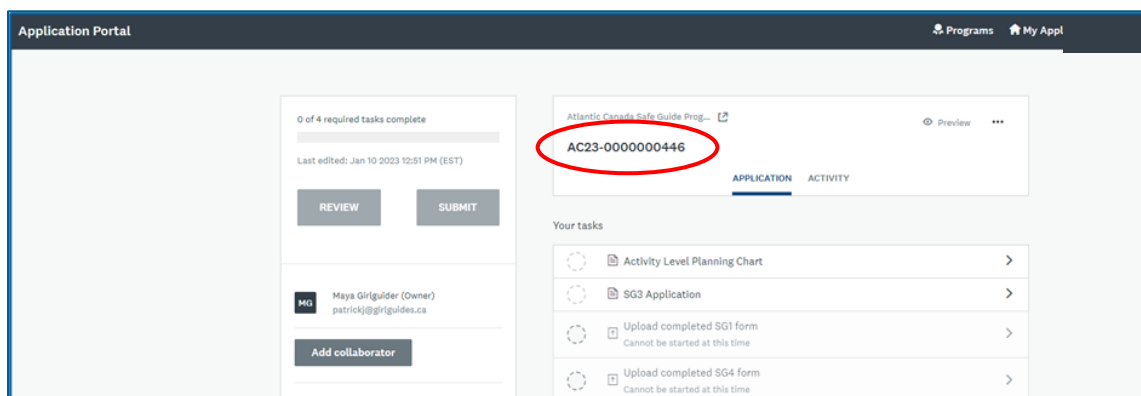 Application Portal
Programs
My Appl
0 of 4 required tasks complete
Last edited: Jan 10 2023 12:51 PM (EST)
REVIEW
SUBMIT
MG
Maya Girlguider (Owner)
patrickj@girlguides.ca
Add collaborator
Atlantic Canada Safe Guide Prog...
Preview
AC23-0000000446
APPLICATION
ACTIVITY
Your tasks
Activity Level Planning Chart
SG3 Application
Upload completed SG1 form
Cannot be started at this time
Upload completed SG4 form
Cannot be started at this time